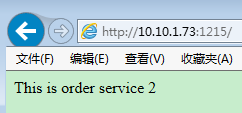 http://10.10.1.73:1215/
文件(F) 编辑(E) 查看(V) 收藏夹(A)
This is order service 2